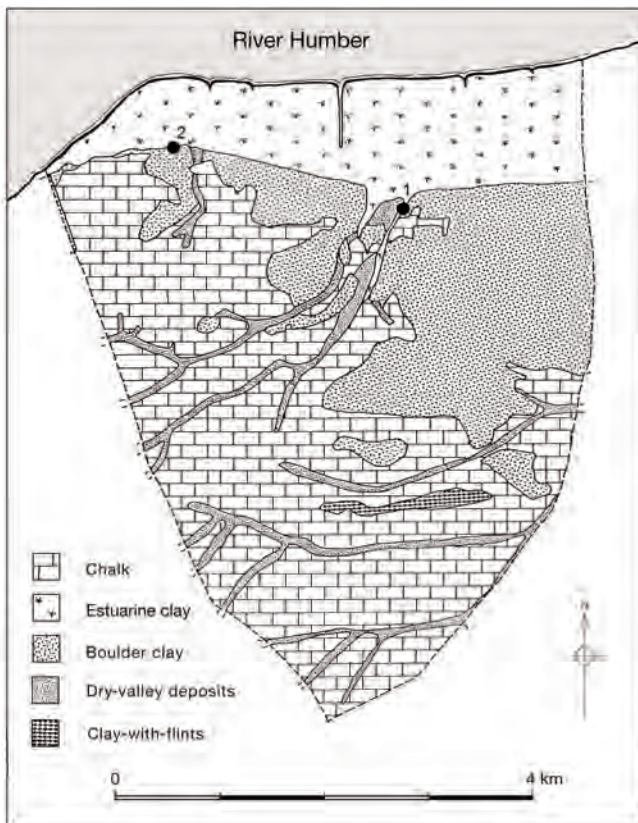 River Humber
2
1
Chalk
Estuarine clay
Boulder clay
Dry-valley deposits
Clay-with-flints
N
0 4 km